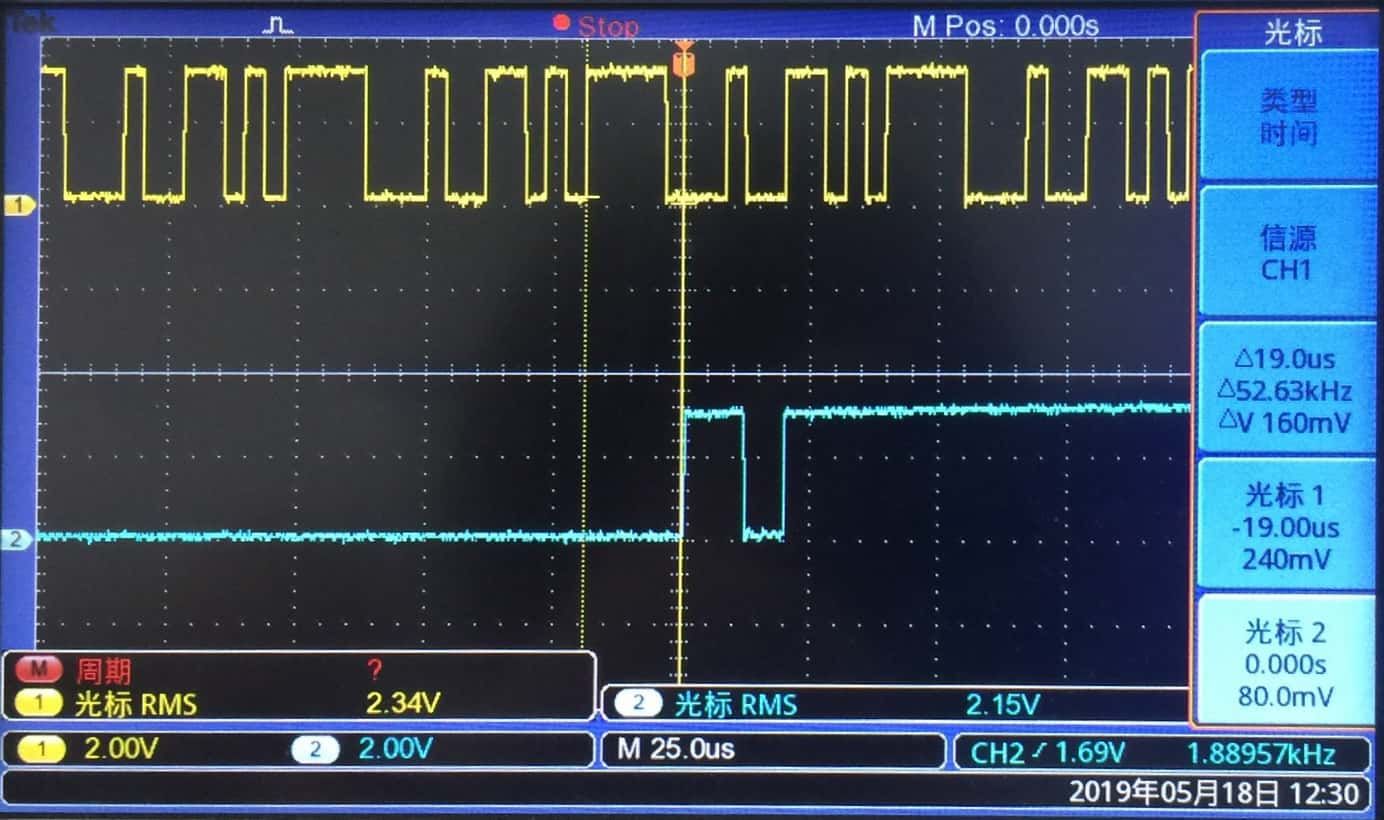 Tek
Stop
M Pos: 0.000s
光标
类型
时间
信源
CH1
△19.0us
△52.63kHz
△V 160mV
光标 1
-19.00us
240mV
光标 2
0.000s
80.0mV
1
2
M 周期 ?
1 光标 RMS 2.34V
2 光标 RMS 2.15V
1 2.00V
2 2.00V
M 25.0us
CH2 1.69V 1.88957kHz
2019年05月18日 12:30